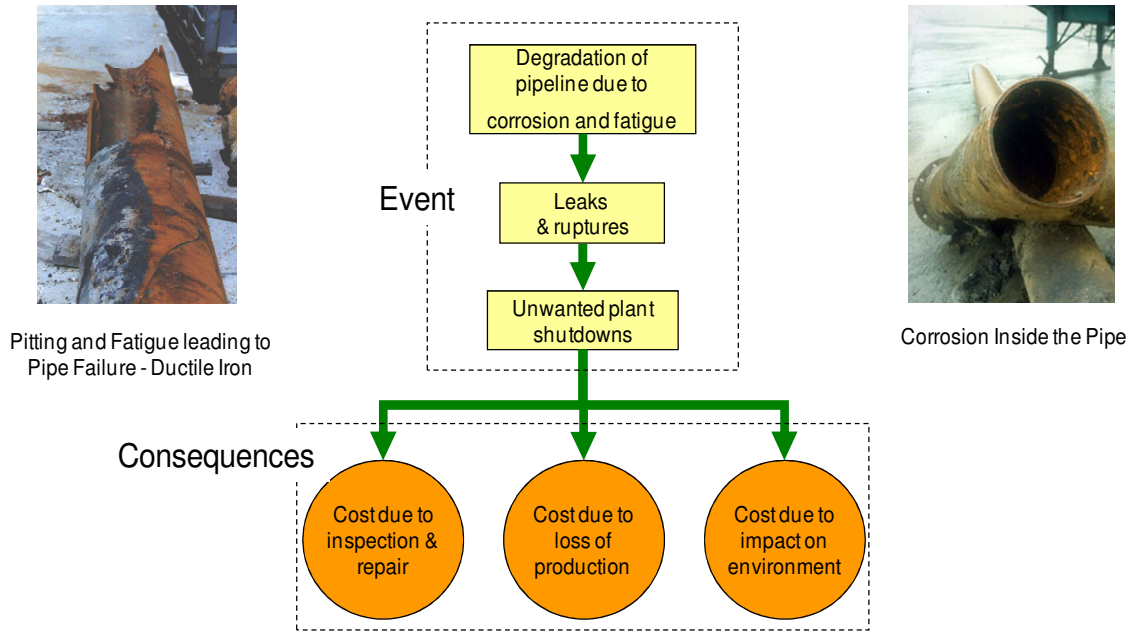 Degradation of
pipeline due to
corrosion and fatigue
Event
Leaks
& ruptures
Unwanted plant
shutdowns
Pitting and Fatigue leading to
Pipe Failure - Ductile Iron
Corrosion Inside the Pipe
Consequences
Cost due to
inspection &
repair
Cost due to
loss of
production
Cost due to
impact on
environment